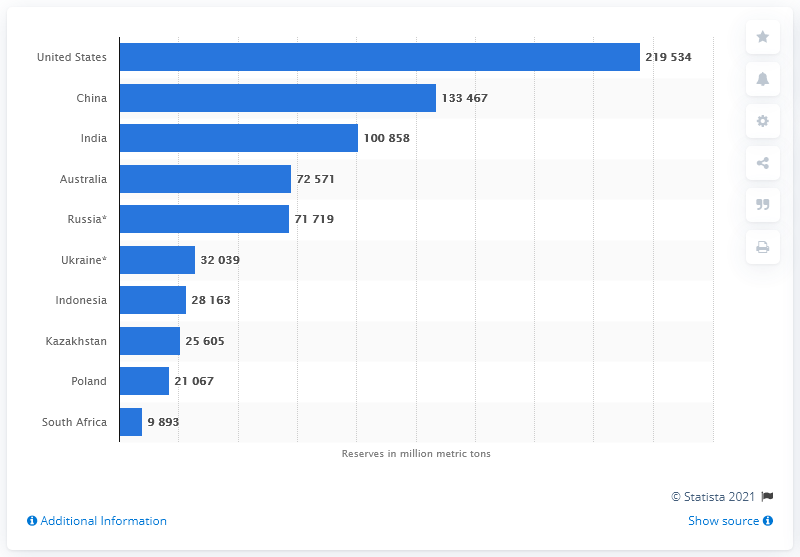 United States 219 534
China 133 467
India 100 858
Australia 72 571
Russia* 71 719
Ukraine* 32 039
Indonesia 28 163
Kazakhstan 25 605
Poland 21 067
South Africa 9 893
Reserves in million metric tons
© Statista 2021
Additional Information Show source